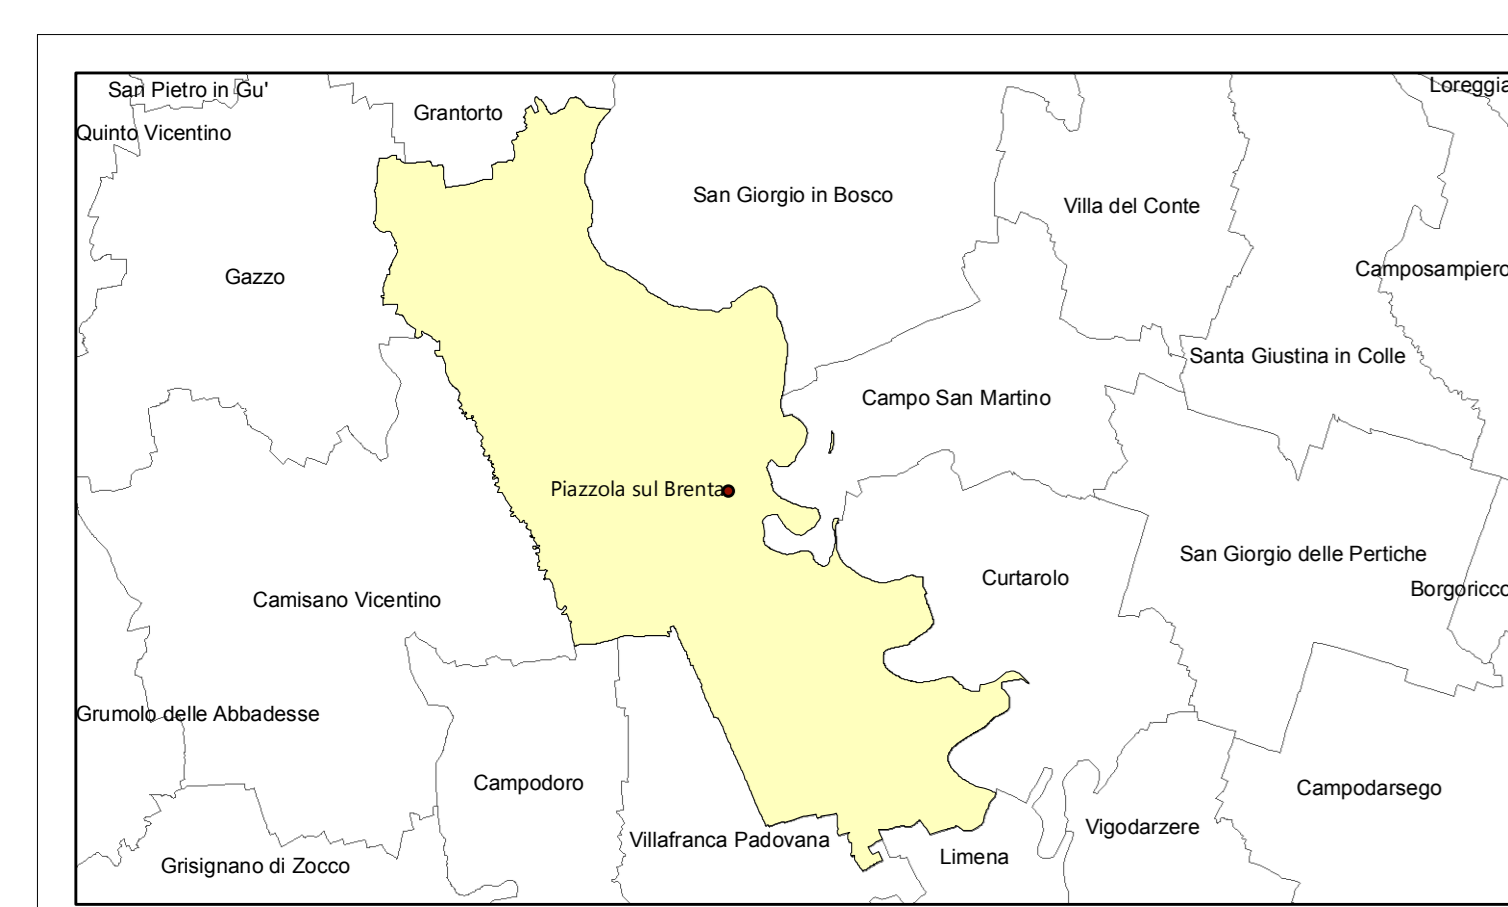 San Pietro in Gu'
Loreggia
Grantorto
Quinto Vicentino
San Giorgio in Bosco
Villa del Conte
Gazzo
Camposampiero
Santa Giustina in Colle
Campo San Martino
Piazzola sul Brenta
San Giorgio delle Pertiche
Curtarolo
Borgoricco
Camisano Vicentino
Grumolo delle Abbadesse
Campodoro
Campodarsego
Vigodarzere
Villafranca Padovana
Limena
Grisignano di Zocco